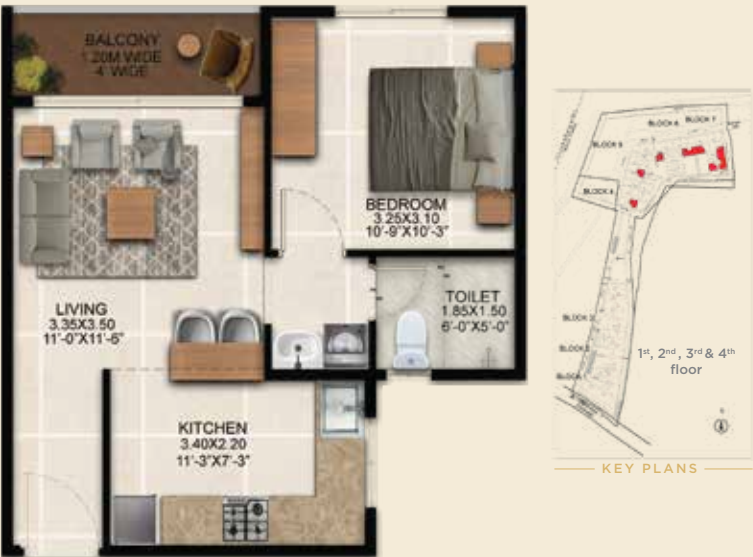 BALCONY
1.20M WIDE
4' WIDE
BEDROOM
3.25X3.10
10'-9"X10'-3"
LIVING
3.35X3.50
11'-0"X11'-6"
TOILET
1.85X1.50
6'-0"X5'-0"
KITCHEN
3.40X2.20
11'-3"X7'-3"
BLOCK 6
BLOCK 7
BLOCK 5
BLOCK 4
BLOCK 3
BLOCK 2
BLOCK 1
1st, 2nd, 3rd & 4th
floor
KEY PLANS